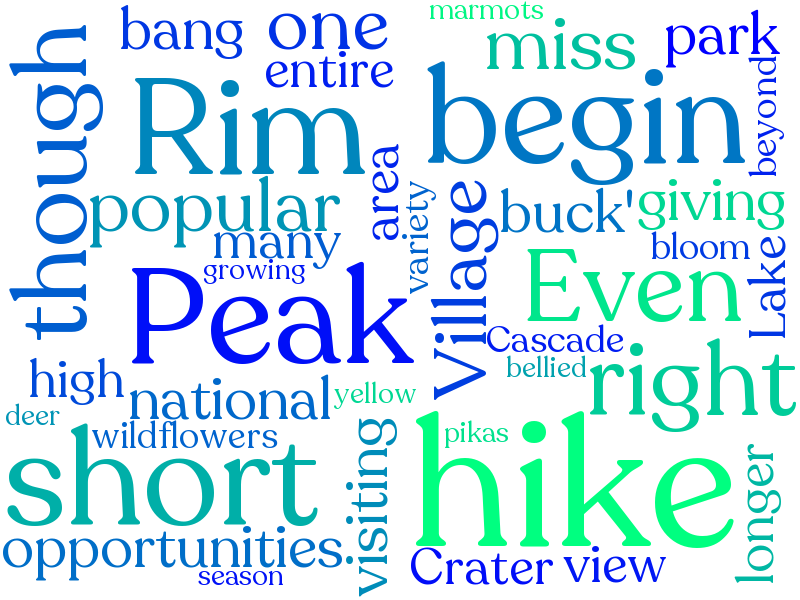 marmots
bang
one
miss
park
entire
though
Rim
begin
beyond
area
popular
variety
Village
buck'
giving
many
growing
bloom
Lake
Peak
Even
Cascade
bellied
right
high
national
yellow
deer
wildflowers
short
visiting
hike
pikas
longer
opportunities
season
Crater
view